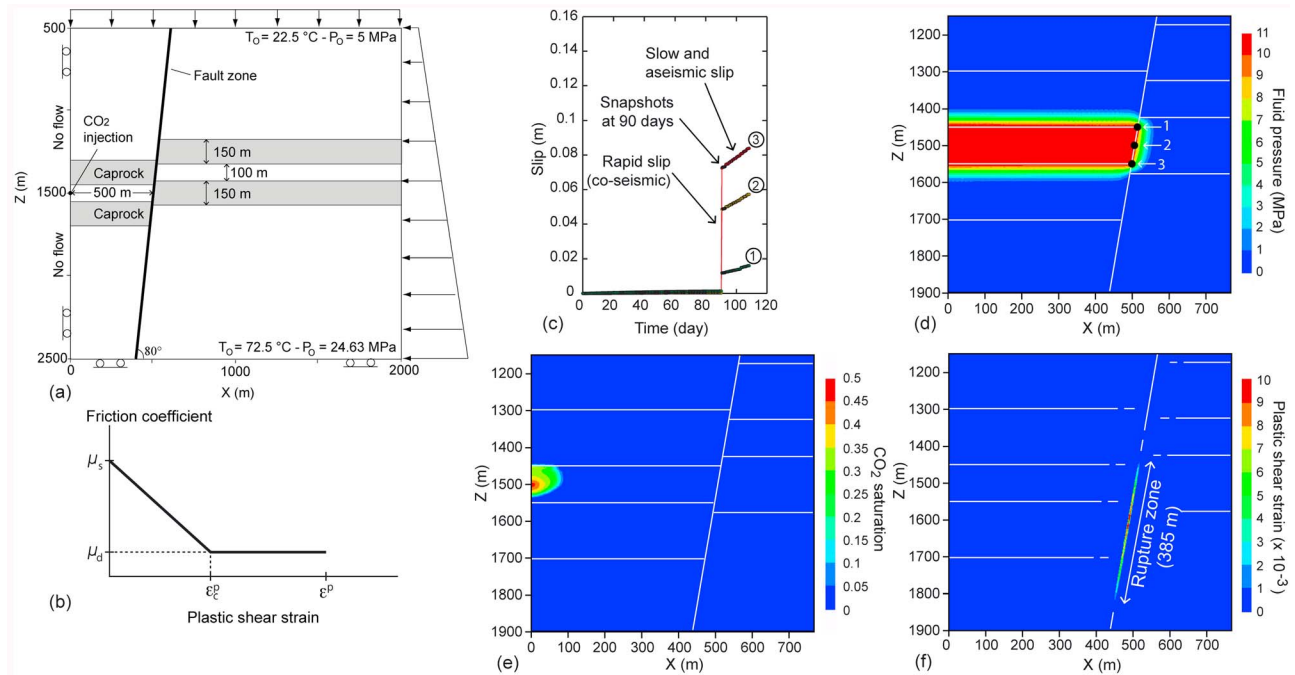 500
T₀ = 22.5 °C - P₀ = 5 MPa
Fault zone
No flow
CO₂
injection
150 m
Caprock
100 m
Z (m)
1500
500 m
150 m
Caprock
No flow
80°
T₀ = 72.5 °C - P₀ = 24.63 MPa
2500
0
500
1000
1500
2000
X (m)
(a)
Friction coefficient
μs
μd
εcᵖ
εᵖ
Plastic shear strain
(b)
Slip (m)
0.16
0.12
0.08
0.06
0.04
0.02
0
0
20
40
60
80
100
120
Time (day)
Slow and
aseismic slip
Snapshots
at 90 days
Rapid slip
(co-seismic)
③
②
①
(c)
Z (m)
1200
1300
1400
1500
1600
1700
1800
1900
0
100
200
300
400
500
600
700
X (m)
1
2
3
11
10
9
8
7
6
5
4
3
2
1
0
Fluid pressure (MPa)
(d)
Z (m)
1200
1300
1400
1500
1600
1700
1800
1900
0
100
200
300
400
500
600
700
X (m)
0.5
0.45
0.4
0.35
0.3
0.25
0.2
0.15
0.1
0.05
0
CO₂ saturation
(e)
Z (m)
1200
1300
1400
1500
1600
1700
1800
1900
0
100
200
300
400
500
600
700
X (m)
Rupture zone
(385 m)
10
9
8
7
6
5
4
3
2
1
0
Plastic shear strain (x 10-3)
(f)